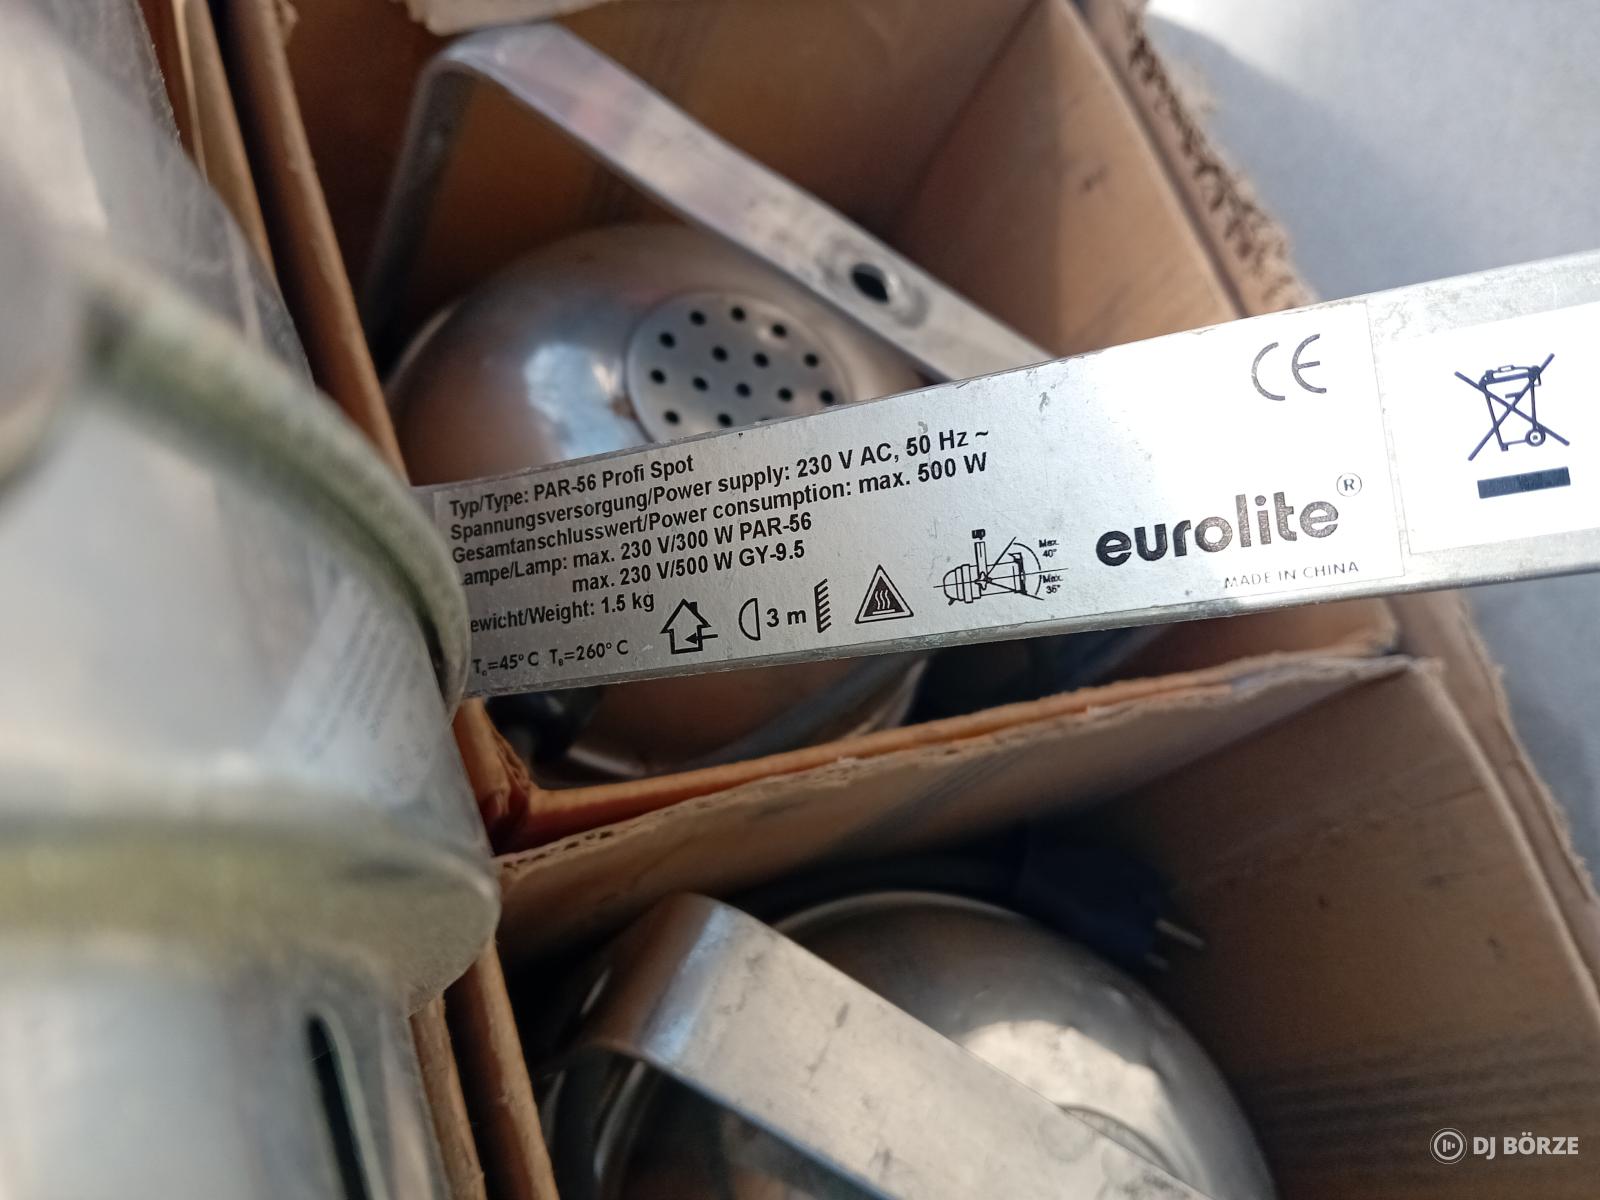 Typ/Type: PAR-56 Profi Spot
Spannungsversorgung/Power supply: 230 V AC, 50 Hz ~
Gesamtanschlusswert/Power consumption: max. 500 W
ampe/Lamp: max. 230 V/300 W PAR-56
max. 230 V/500 W GY-9.5
ewicht/Weight: 1.5 kg
3 m
Tc=45° C TB=260° C
up
Max. 40°
Max. 36°
CE
eurolite®
MADE IN CHINA
DJ BÖRZE